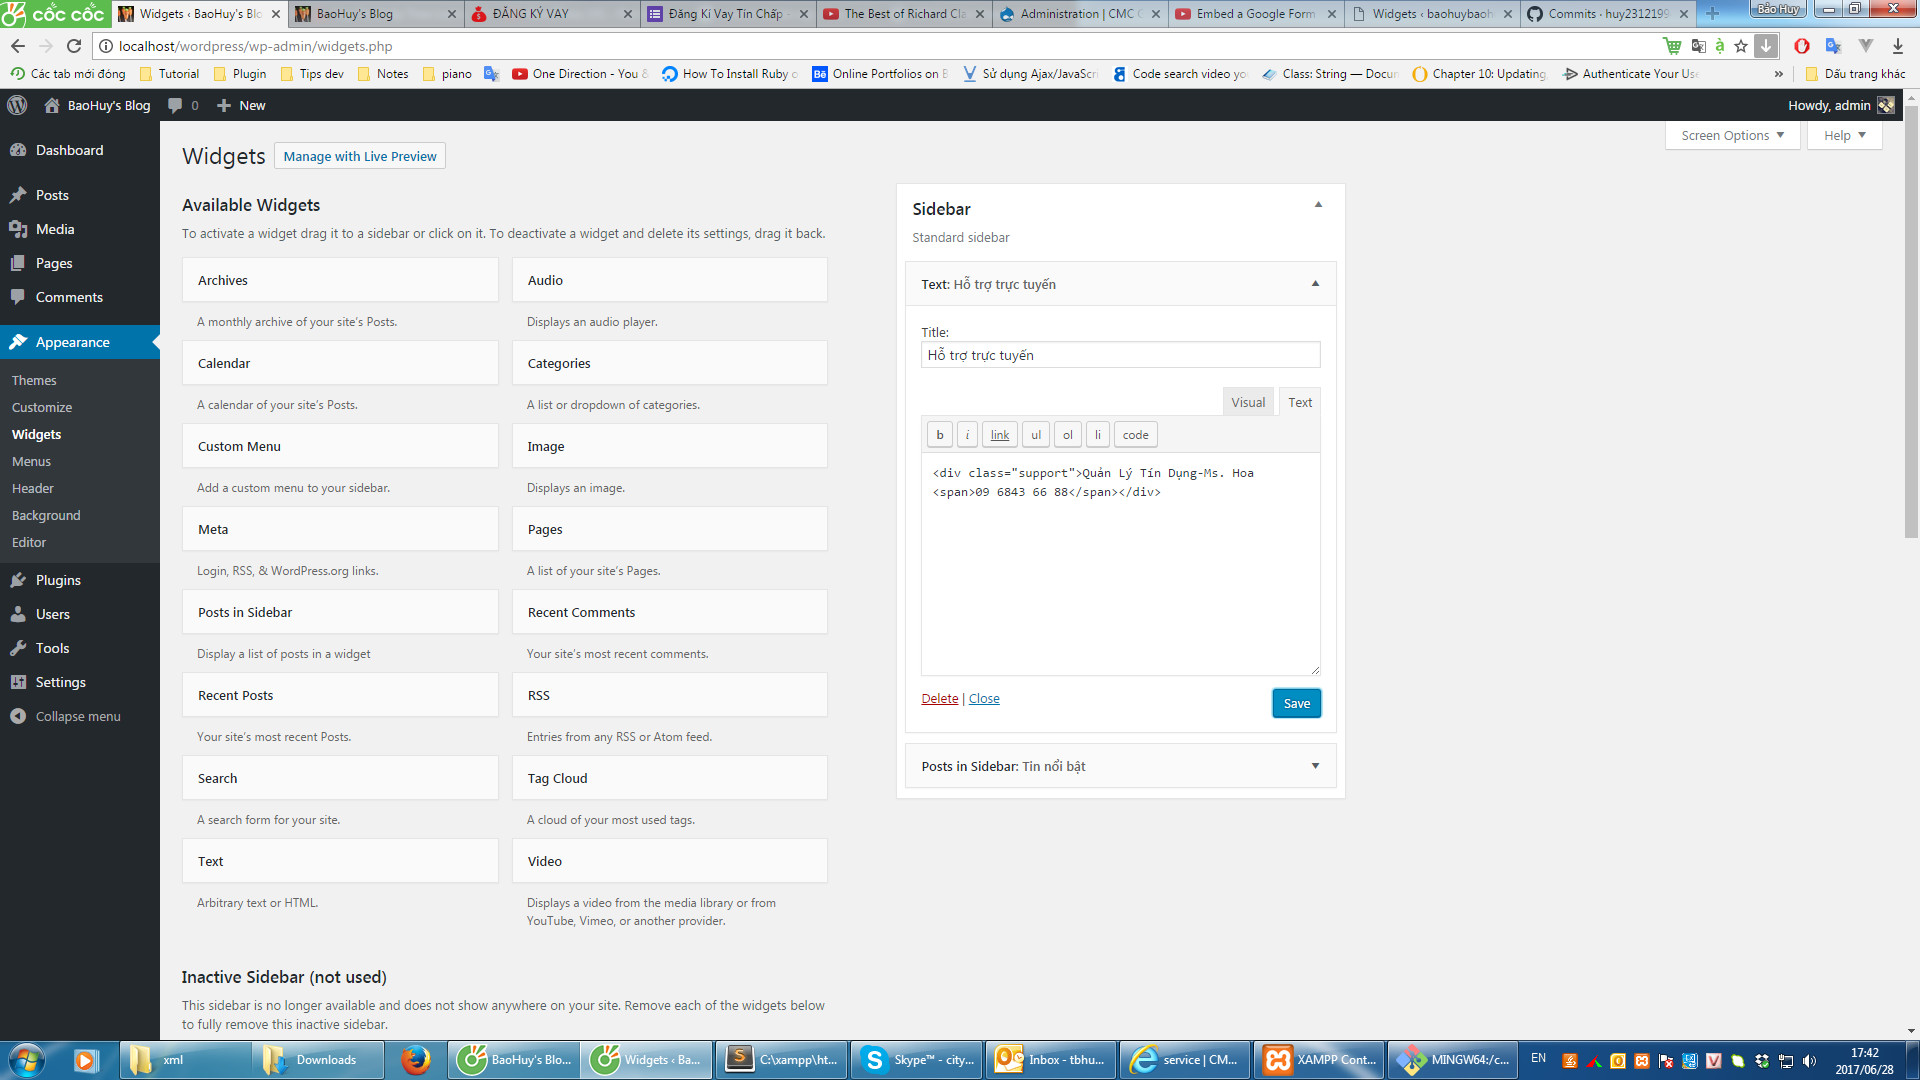 cốc cốc
Widgets ‹ BaoHuy's Blo
BaoHuy's Blog
ĐĂNG KÝ VAY
Đăng Kí Vay Tín Chấp
The Best of Richard Cla
Administration | CMC
Embed a Google Form
Widgets ‹ baohuybaoh
Commits · huy2312199
Bảo Huy
localhost/wordpress/wp-admin/widgets.php
Các tab mới đóng
Tutorial
Plugin
Tips dev
Notes
piano
One Direction - You &
How To Install Ruby o
Online Portfolios on B
Sử dụng Ajax/JavaScri
Code search video yo
Class: String — Docum
Chapter 10: Updating,
Authenticate Your Use
»
Dấu trang khác
BaoHuy's Blog
0
New
Howdy, admin
Dashboard
Posts
Media
Pages
Comments
Appearance
Themes
Customize
Widgets
Menus
Header
Background
Editor
Plugins
Users
Tools
Settings
Collapse menu
Screen Options
Help
Widgets
Manage with Live Preview
Available Widgets
To activate a widget drag it to a sidebar or click on it. To deactivate a widget and delete its settings, drag it back.
Archives
A monthly archive of your site's Posts.
Audio
Displays an audio player.
Calendar
A calendar of your site's Posts.
Categories
A list or dropdown of categories.
Custom Menu
Add a custom menu to your sidebar.
Image
Displays an image.
Meta
Login, RSS, & WordPress.org links.
Pages
A list of your site's Pages.
Posts in Sidebar
Display a list of posts in a widget
Recent Comments
Your site's most recent comments.
Recent Posts
Your site's most recent Posts.
RSS
Entries from any RSS or Atom feed.
Search
A search form for your site.
Tag Cloud
A cloud of your most used tags.
Text
Arbitrary text or HTML.
Video
Displays a video from the media library or from
YouTube, Vimeo, or another provider.
Inactive Sidebar (not used)
This sidebar is no longer available and does not show anywhere on your site. Remove each of the widgets below
to fully remove this inactive sidebar.
Sidebar
Standard sidebar
Text: Hỗ trợ trực tuyến
Title:
Hỗ trợ trực tuyến
Visual
Text
b
i
link
ul
ol
li
code
<div class="support">Quản Lý Tín Dụng-Ms. Hoa
<span>09 6843 66 88</span></div>
Delete | Close
Save
Posts in Sidebar: Tin nổi bật
xml
Downloads
BaoHuy's Blo...
Widgets ‹ Ba...
C:\xampp\ht...
Skype™ - city...
Inbox - tbhu...
service | CM...
XAMPP Cont...
MINGW64:/c...
EN
17:42
2017/06/28